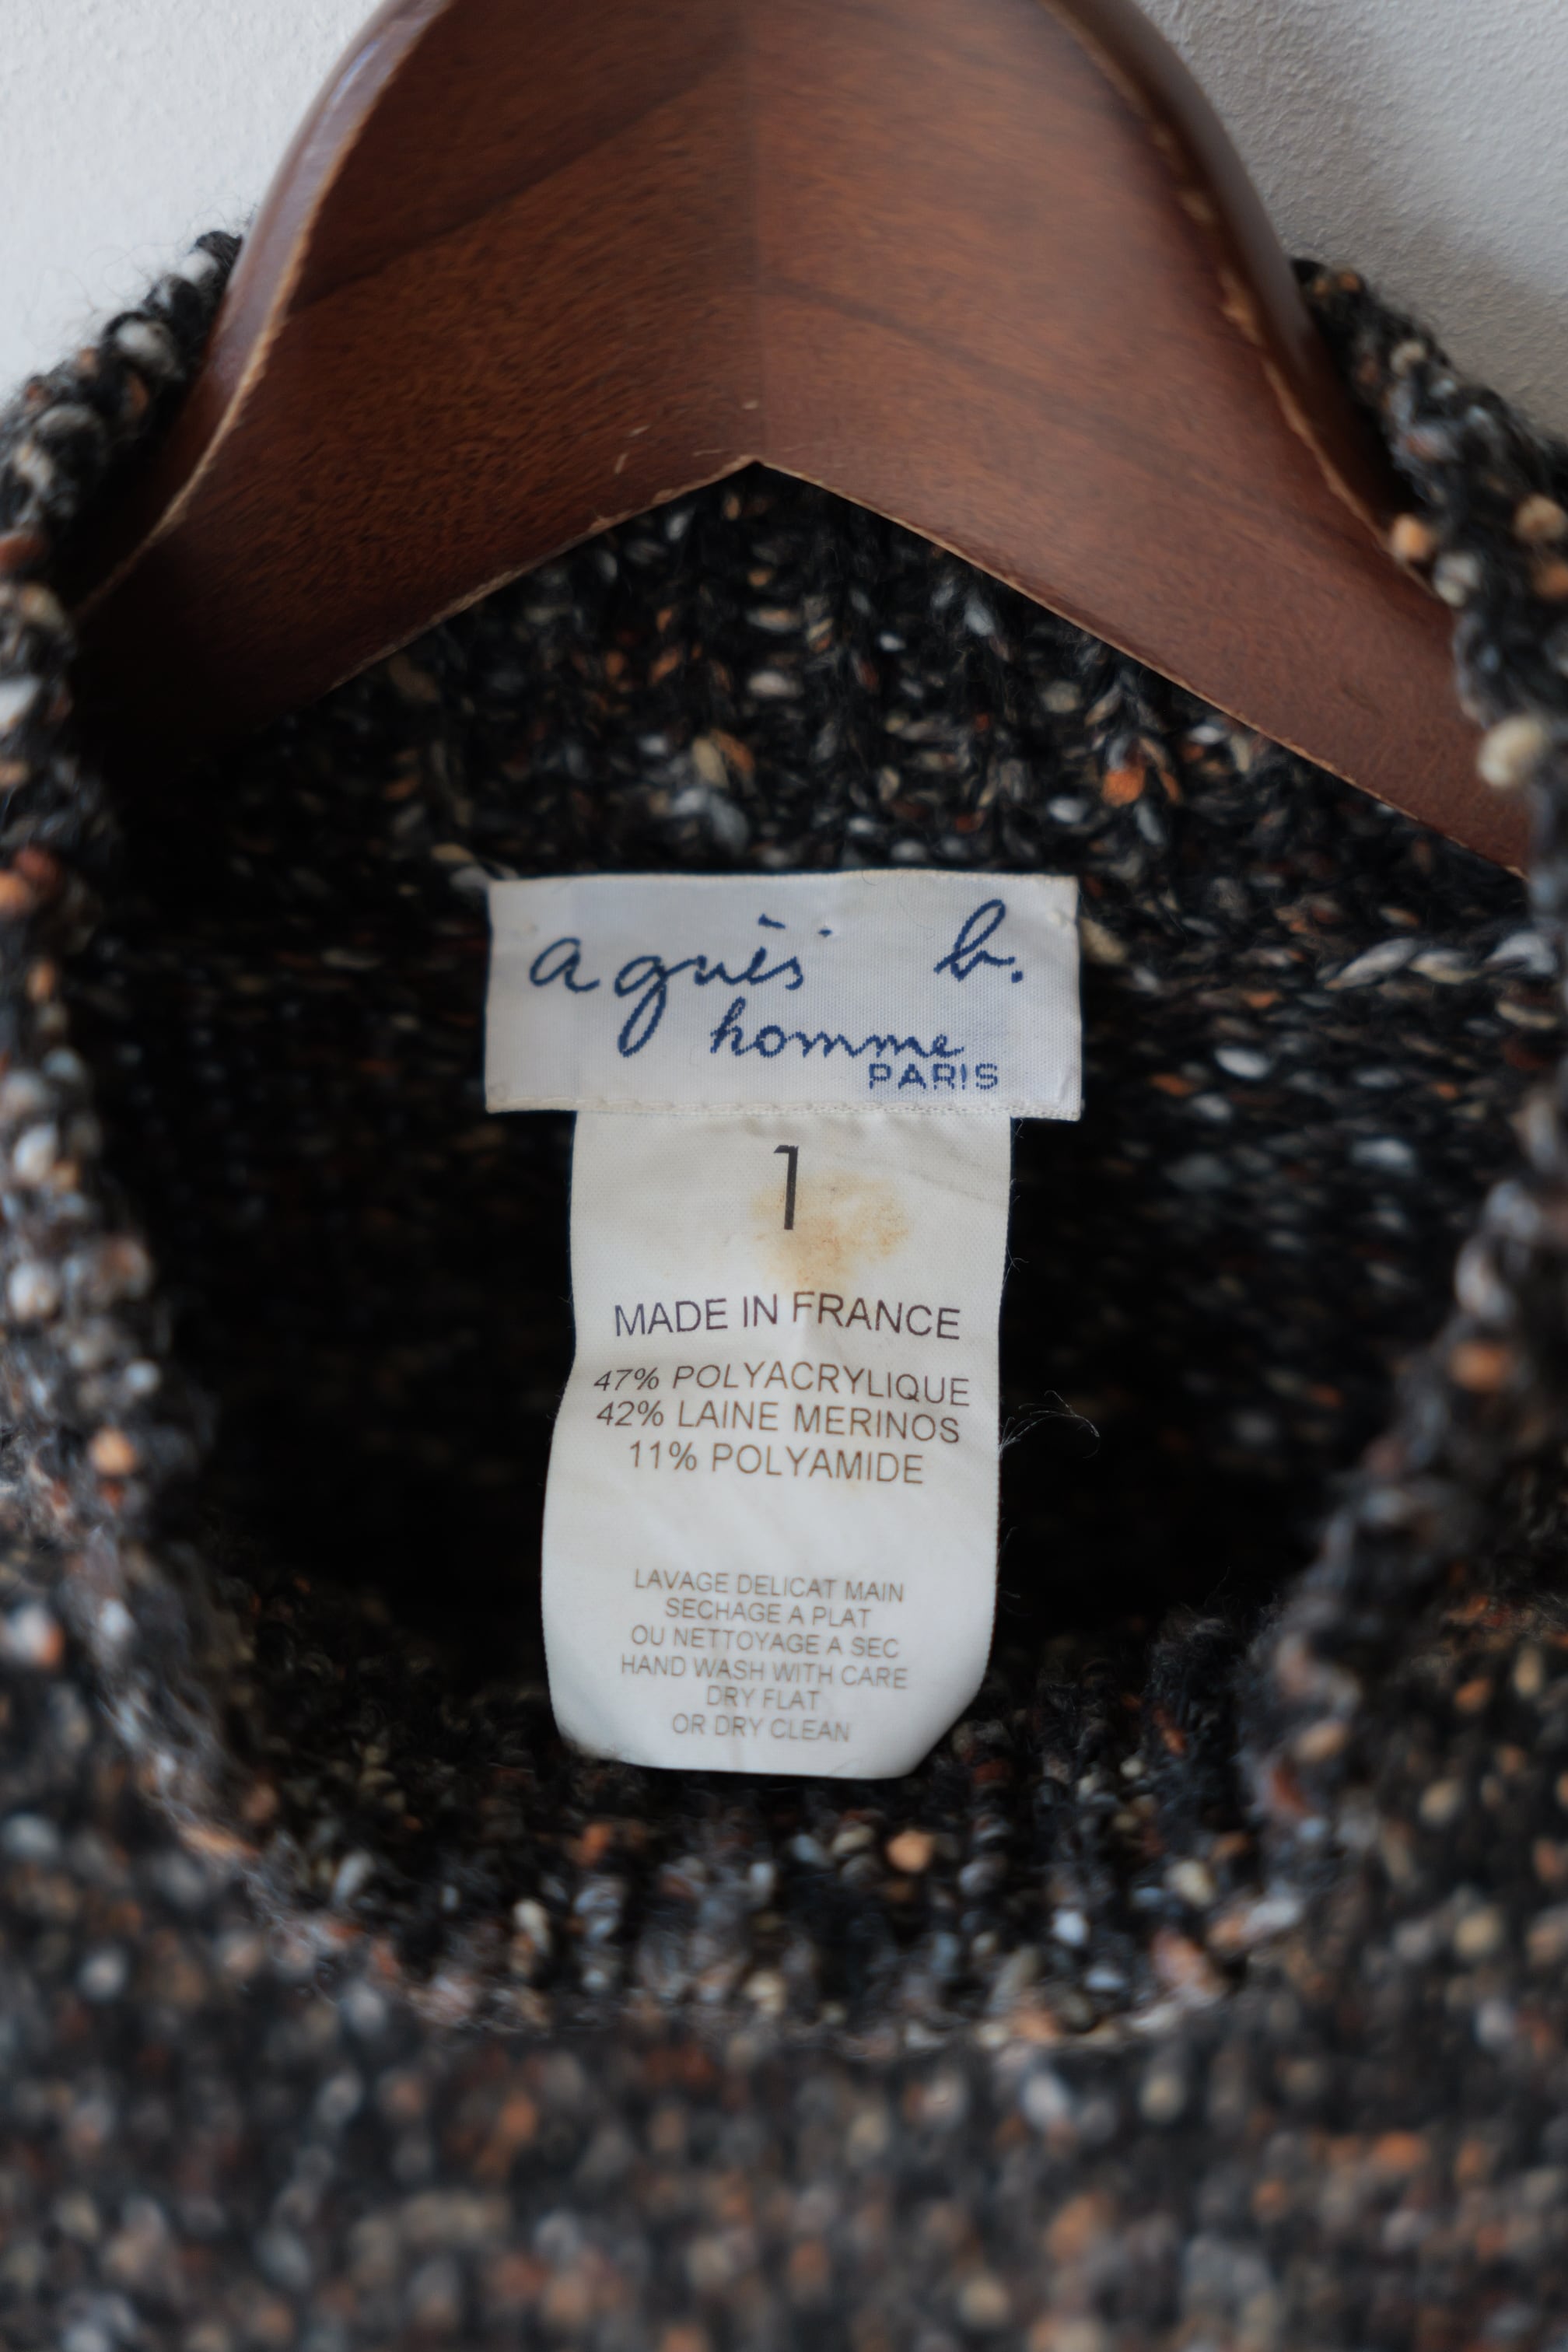 agnès b.
homme
PARIS
1
MADE IN FRANCE
47% POLYACRYLIQUE
42% LAINE MERINOS
11% POLYAMIDE
LAVAGE DELICAT MAIN
SECHAGE A PLAT
OU NETTOYAGE A SEC
HAND WASH WITH CARE
DRY FLAT
OR DRY CLEAN